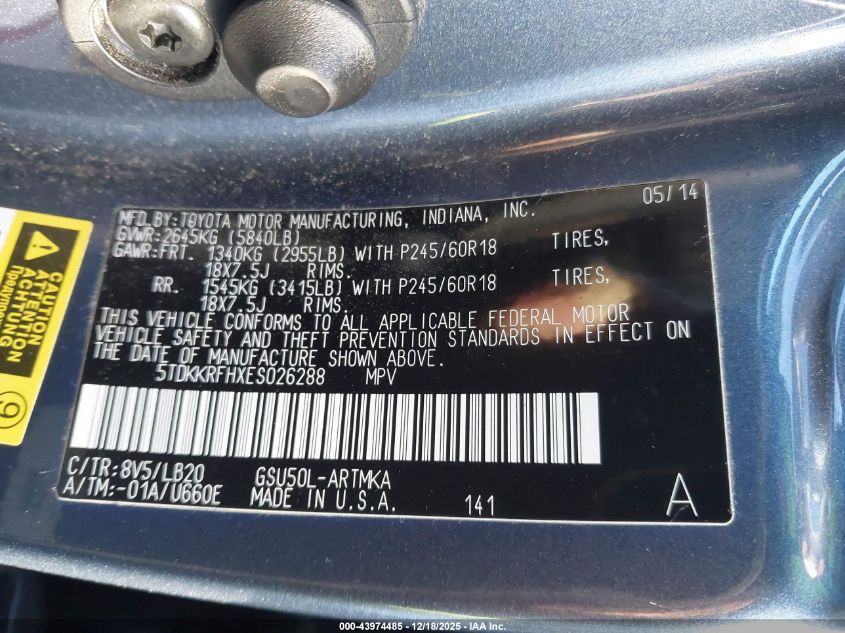 05/14
MFD.BY:TOYOTA MOTOR MANUFACTURING, INDIANA, INC.
GVWR:2645KG (5840LB)
GAWR:FRT. 1340KG (2955LB) WITH P245/60R18 TIRES,
18X7.5J RIMS.
RR. 1545KG (3415LB) WITH P245/60R18 TIRES,
18X7.5J RIMS.
THIS VEHICLE CONFORMS TO ALL APPLICABLE FEDERAL MOTOR
VEHICLE SAFETY AND THEFT PREVENTION STANDARDS IN EFFECT ON
THE DATE OF MANUFACTURE SHOWN ABOVE.
5TDKKRFHXES026288 MPV
C/TR:8V5/LB20 GSU50L-ARTMKA
A/TM:-01A/U660E MADE IN U.S.A. 141 A
CAUTION
ATTENTION
ACHTUNG
9
000-43974485 - 12/18/2025 - IAA Inc.